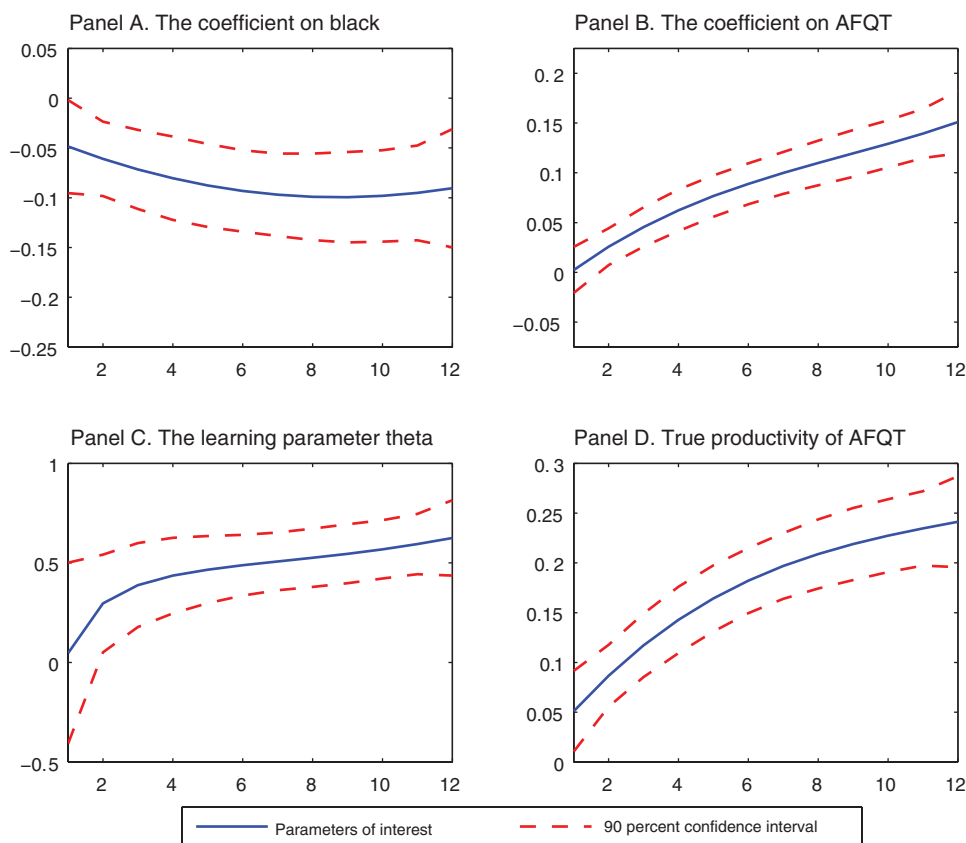 Panel A. The coefficient on black
0.05
0
−0.05
−0.1
−0.15
−0.2
−0.25
2 4 6 8 10 12
Panel B. The coefficient on AFQT
0.2
0.15
0.1
0.05
0
−0.05
2 4 6 8 10 12
Panel C. The learning parameter theta
1
0.5
0
−0.5
2 4 6 8 10 12
Panel D. True productivity of AFQT
0.3
0.25
0.2
0.15
0.1
0.05
0
2 4 6 8 10 12
Parameters of interest
90 percent confidence interval